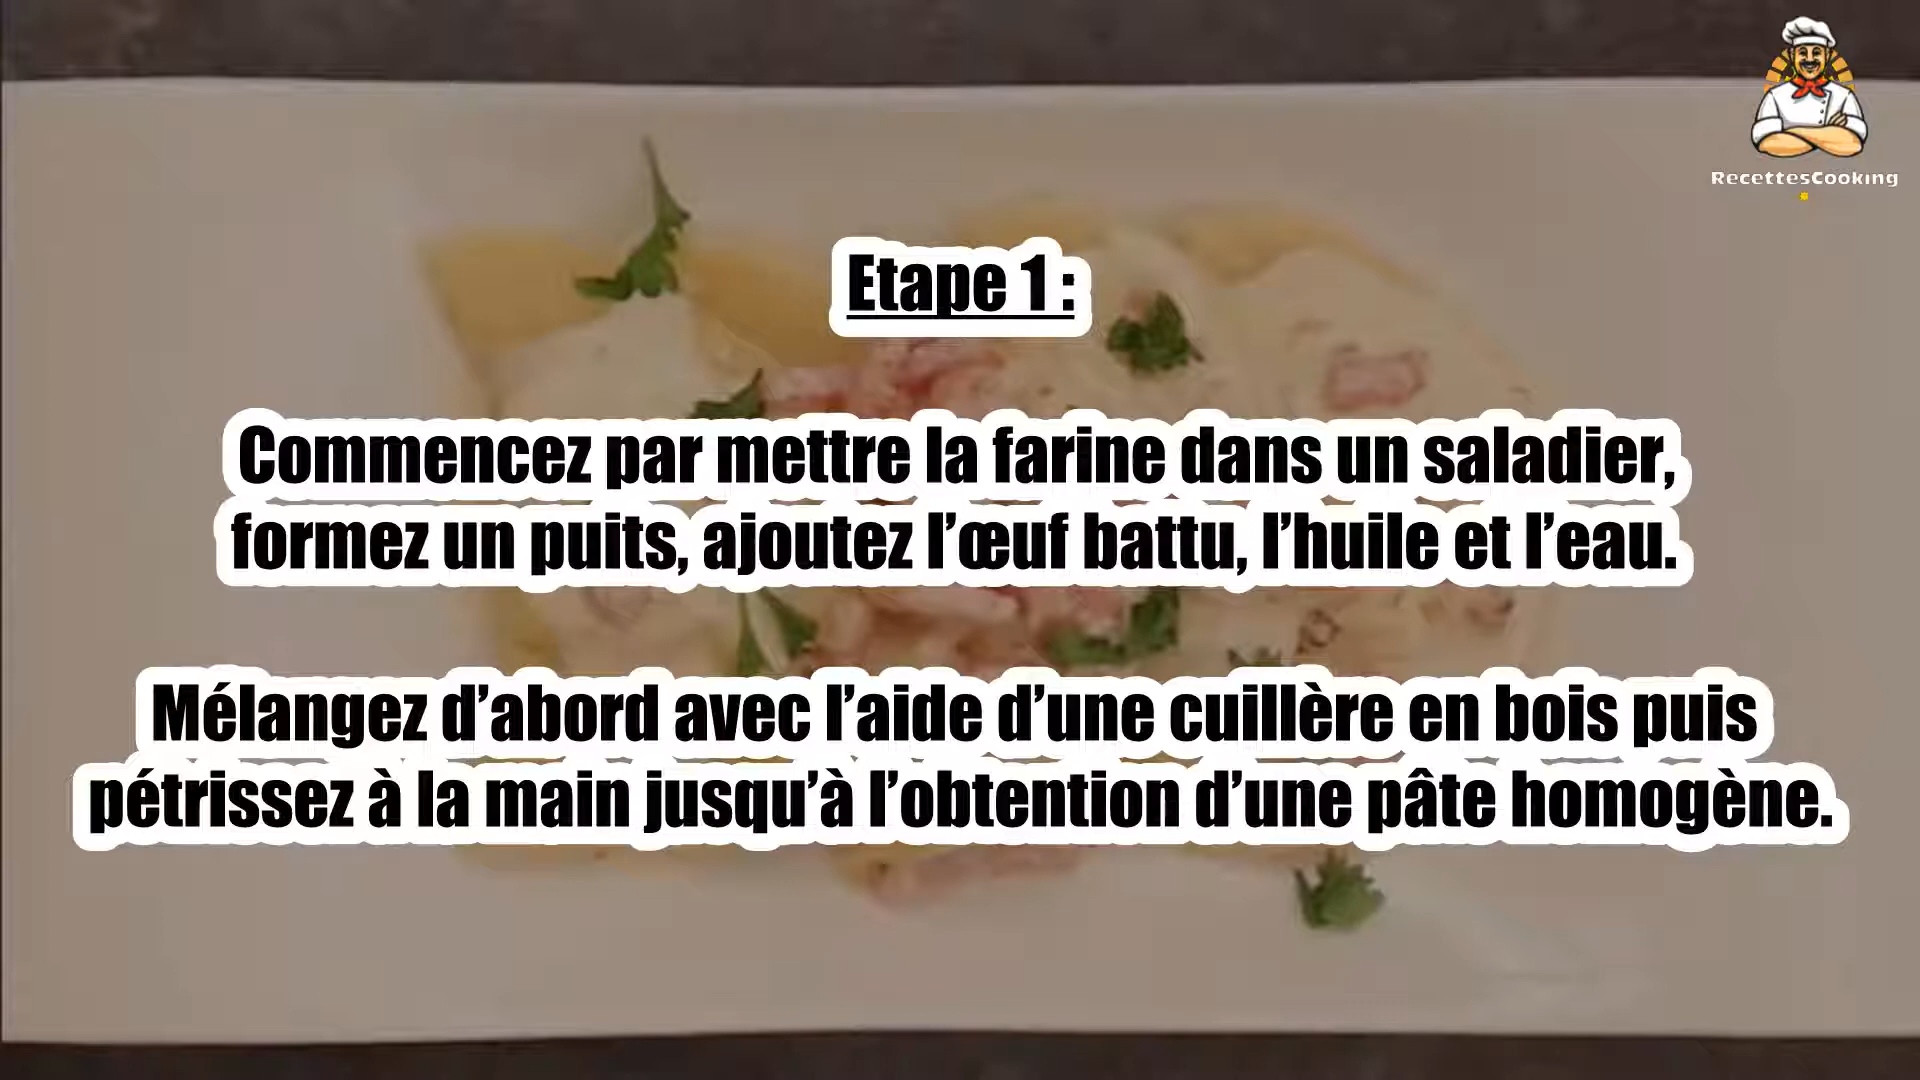 RecettesCooking
Etape 1 :
Commencez par mettre la farine dans un saladier,
formez un puits, ajoutez l’œuf battu, l’huile et l’eau.
Mélangez d’abord avec l’aide d’une cuillère en bois puis
pétrissez à la main jusqu’à l’obtention d’une pâte homogène.